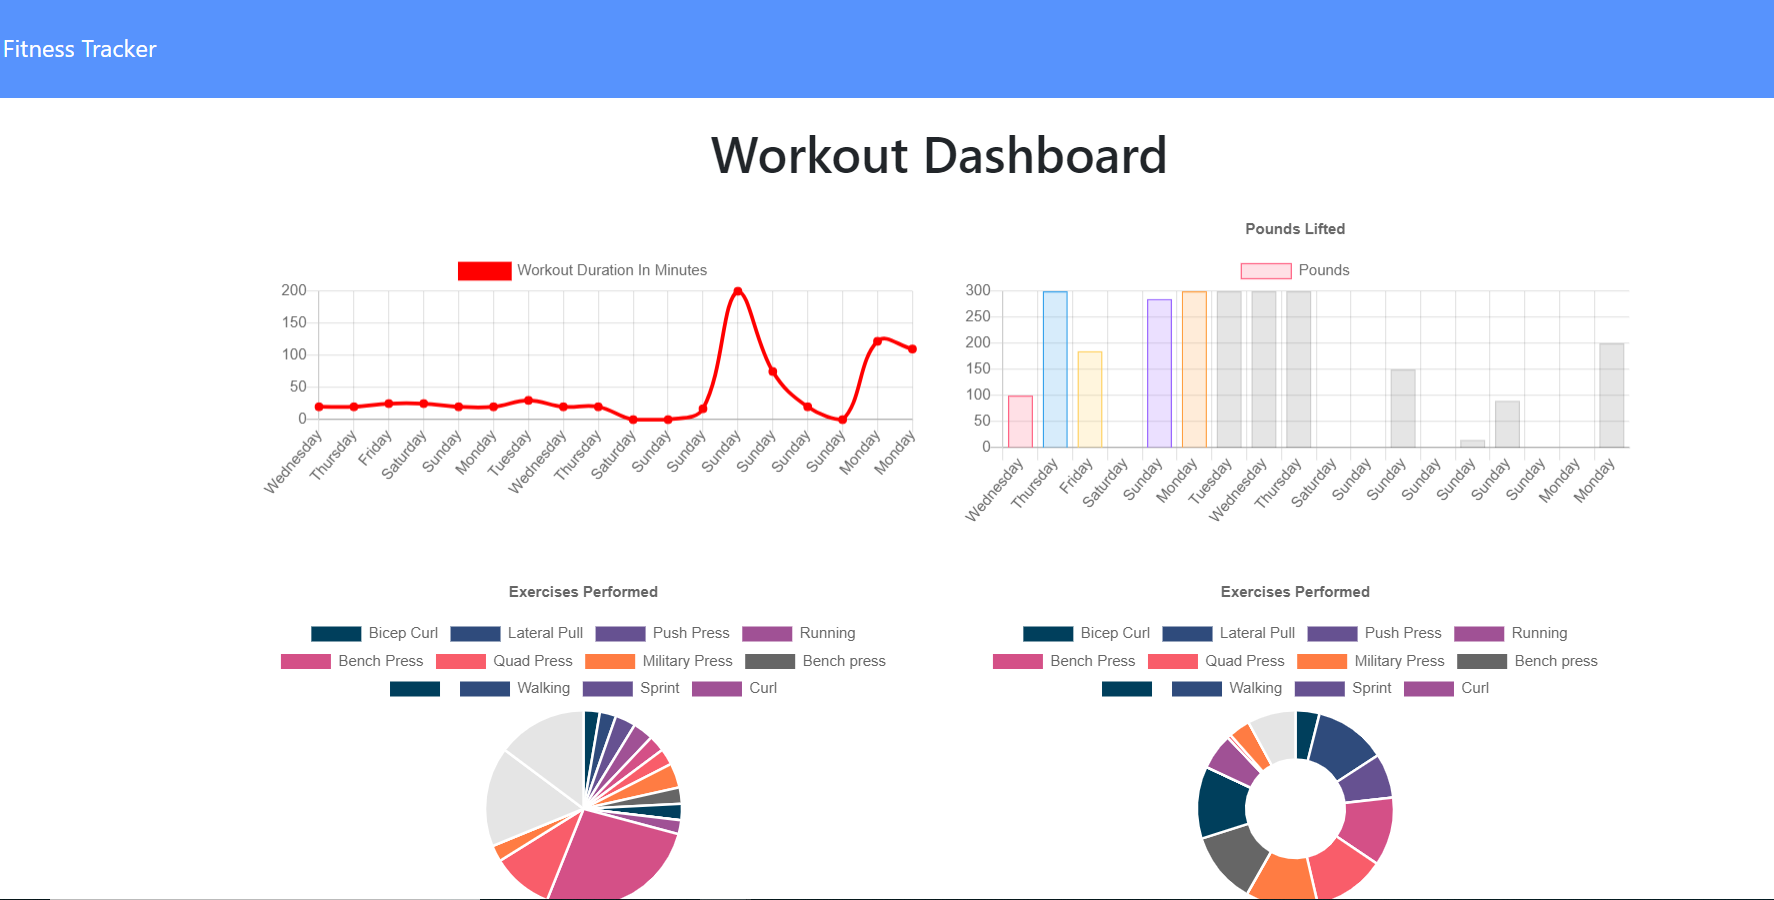 Fitness Tracker
Workout Dashboard
Workout Duration In Minutes
200
150
100
50
0
Wednesday Thursday Friday Saturday Sunday Monday Tuesday Wednesday Thursday Saturday Sunday Sunday Sunday Sunday Sunday Sunday Monday Monday
Pounds Lifted
Pounds
300
250
200
150
100
50
0
Wednesday Thursday Friday Saturday Sunday Monday Tuesday Wednesday Thursday Saturday Sunday Sunday Sunday Sunday Sunday Sunday Monday Monday
Exercises Performed
Bicep Curl Lateral Pull Push Press Running
Bench Press Quad Press Military Press Bench press
Walking Sprint Curl
Exercises Performed
Bicep Curl Lateral Pull Push Press Running
Bench Press Quad Press Military Press Bench press
Walking Sprint Curl